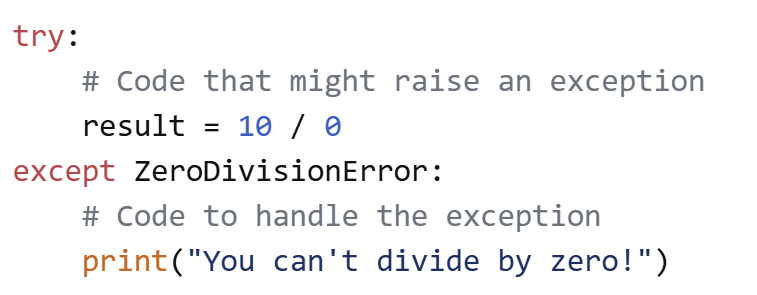 try:
    # Code that might raise an exception
    result = 10 / 0
except ZeroDivisionError:
    # Code to handle the exception
    print("You can't divide by zero!")